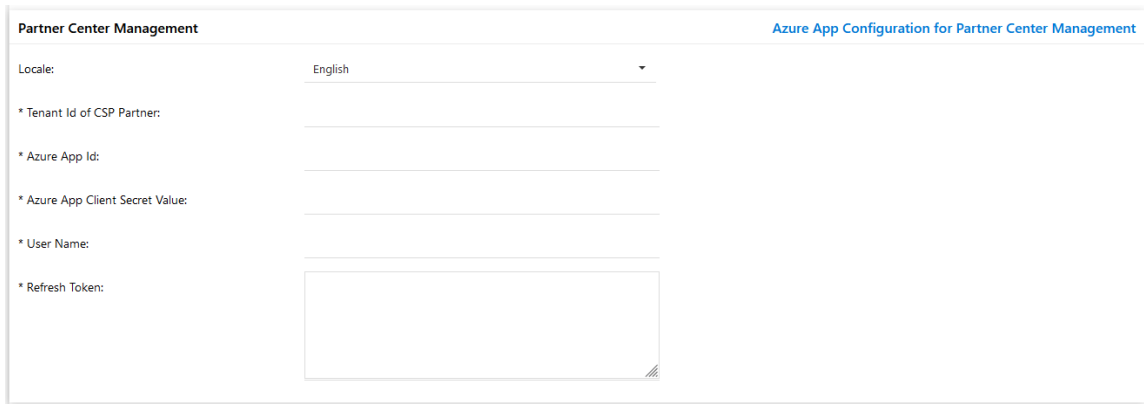 Partner Center Management
Azure App Configuration for Partner Center Management
Locale:
English
* Tenant Id of CSP Partner:
* Azure App Id:
* Azure App Client Secret Value:
* User Name:
* Refresh Token: